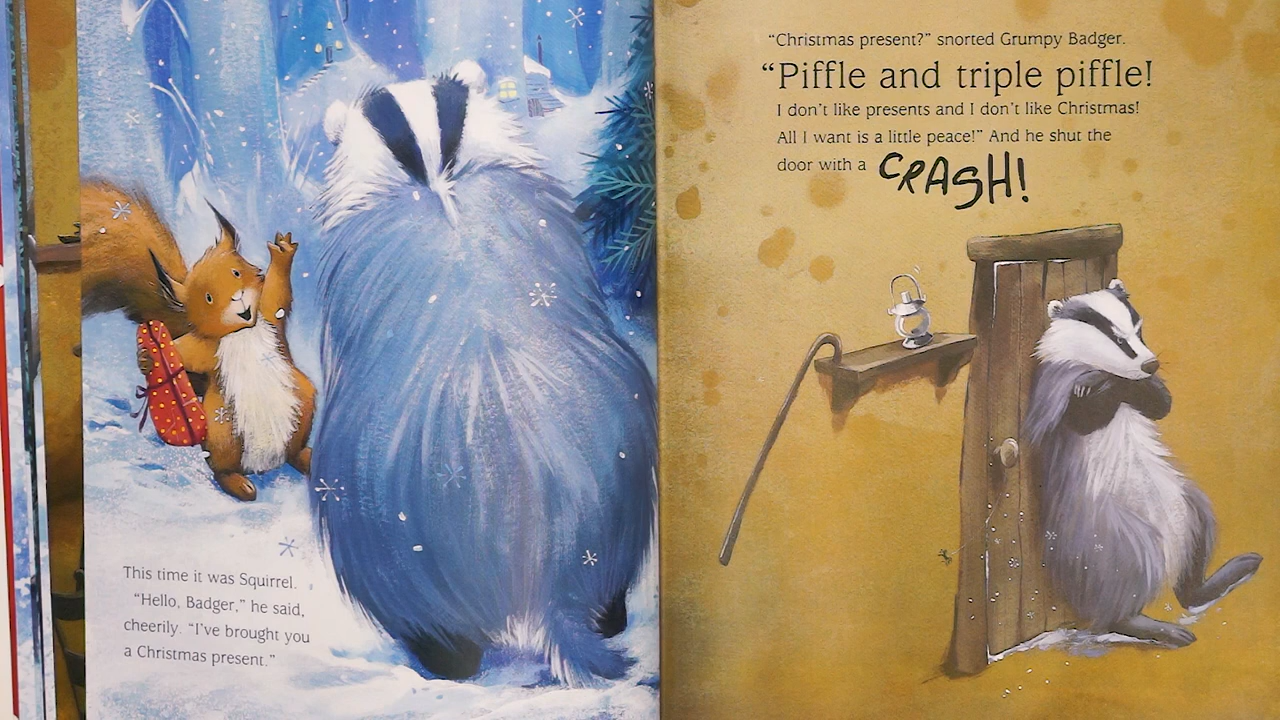 This time it was Squirrel.
“Hello, Badger,” he said,
cheerily. “I’ve brought you
a Christmas present.”
“Christmas present?” snorted Grumpy Badger.
“Piffle and triple piffle!
I don’t like presents and I don’t like Christmas!
All I want is a little peace!” And he shut the
door with a CRASH!